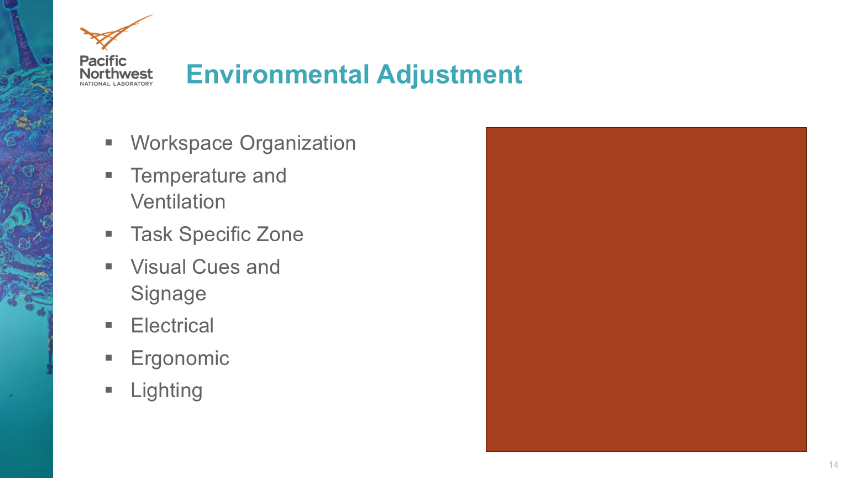 Pacific
Northwest
NATIONAL LABORATORY
Environmental Adjustment
▪ Workspace Organization
▪ Temperature and
Ventilation
▪ Task Specific Zone
▪ Visual Cues and
Signage
▪ Electrical
▪ Ergonomic
▪ Lighting
14